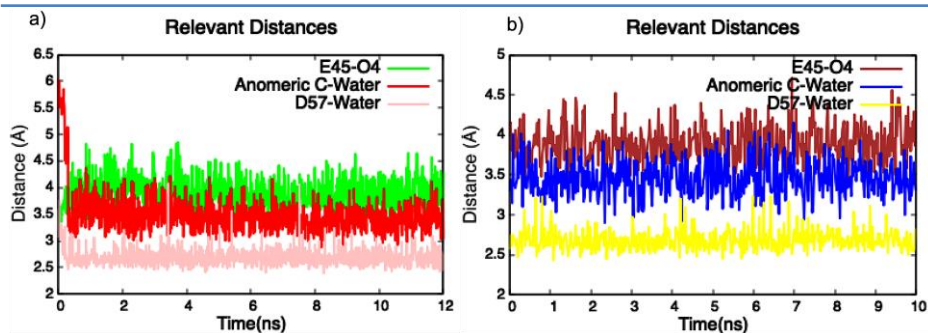 a)
Relevant Distances
E45-O4
Anomeric C-Water
D57-Water
Distance (Å)
6.5
6
5.5
5
4.5
4
3.5
3
2.5
2
0 2 4 6 8 10 12
Time(ns)
b)
Relevant Distances
E45-O4
Anomeric C-Water
D57-Water
Distance (Å)
5
4.5
4
3.5
3
2.5
2
0 1 2 3 4 5 6 7 8 9 10
Time(ns)